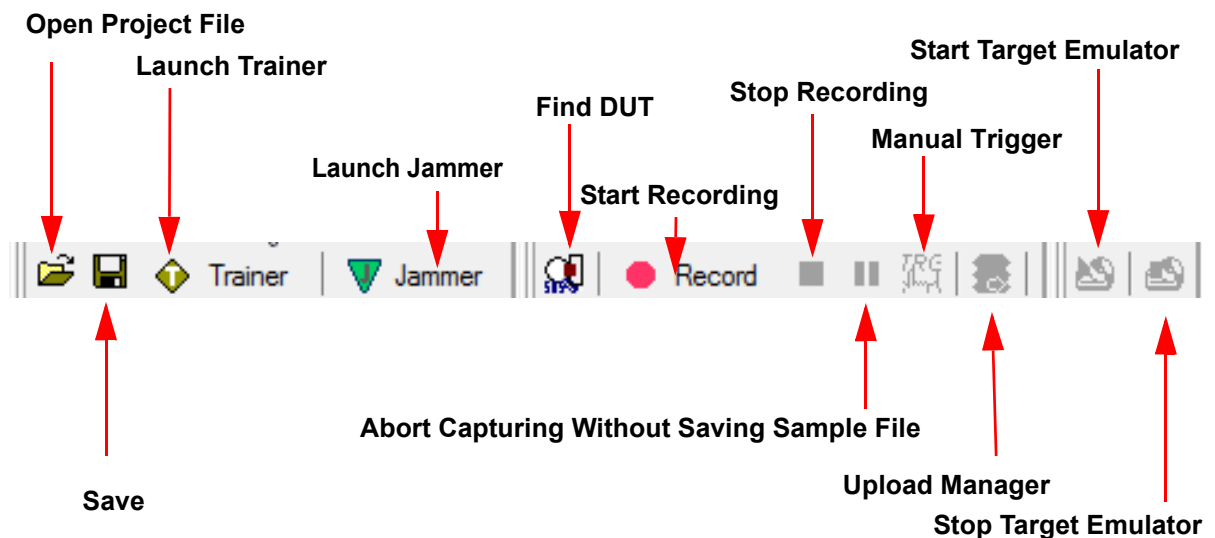 Open Project File
Start Target Emulator
Launch Trainer
Stop Recording
Find DUT
Manual Trigger
Launch Jammer
Start Recording
T Trainer J Jammer Record TRG
Abort Capturing Without Saving Sample File
Upload Manager
Save
Stop Target Emulator